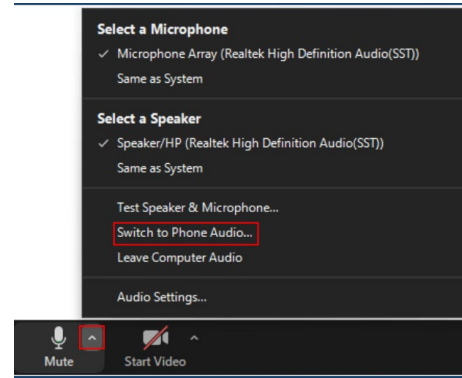 Select a Microphone
✓ Microphone Array (Realtek High Definition Audio(SST))
Same as System
Select a Speaker
✓ Speaker/HP (Realtek High Definition Audio(SST))
Same as System
Test Speaker & Microphone...
Switch to Phone Audio...
Leave Computer Audio
Audio Settings...
Mute
Start Video